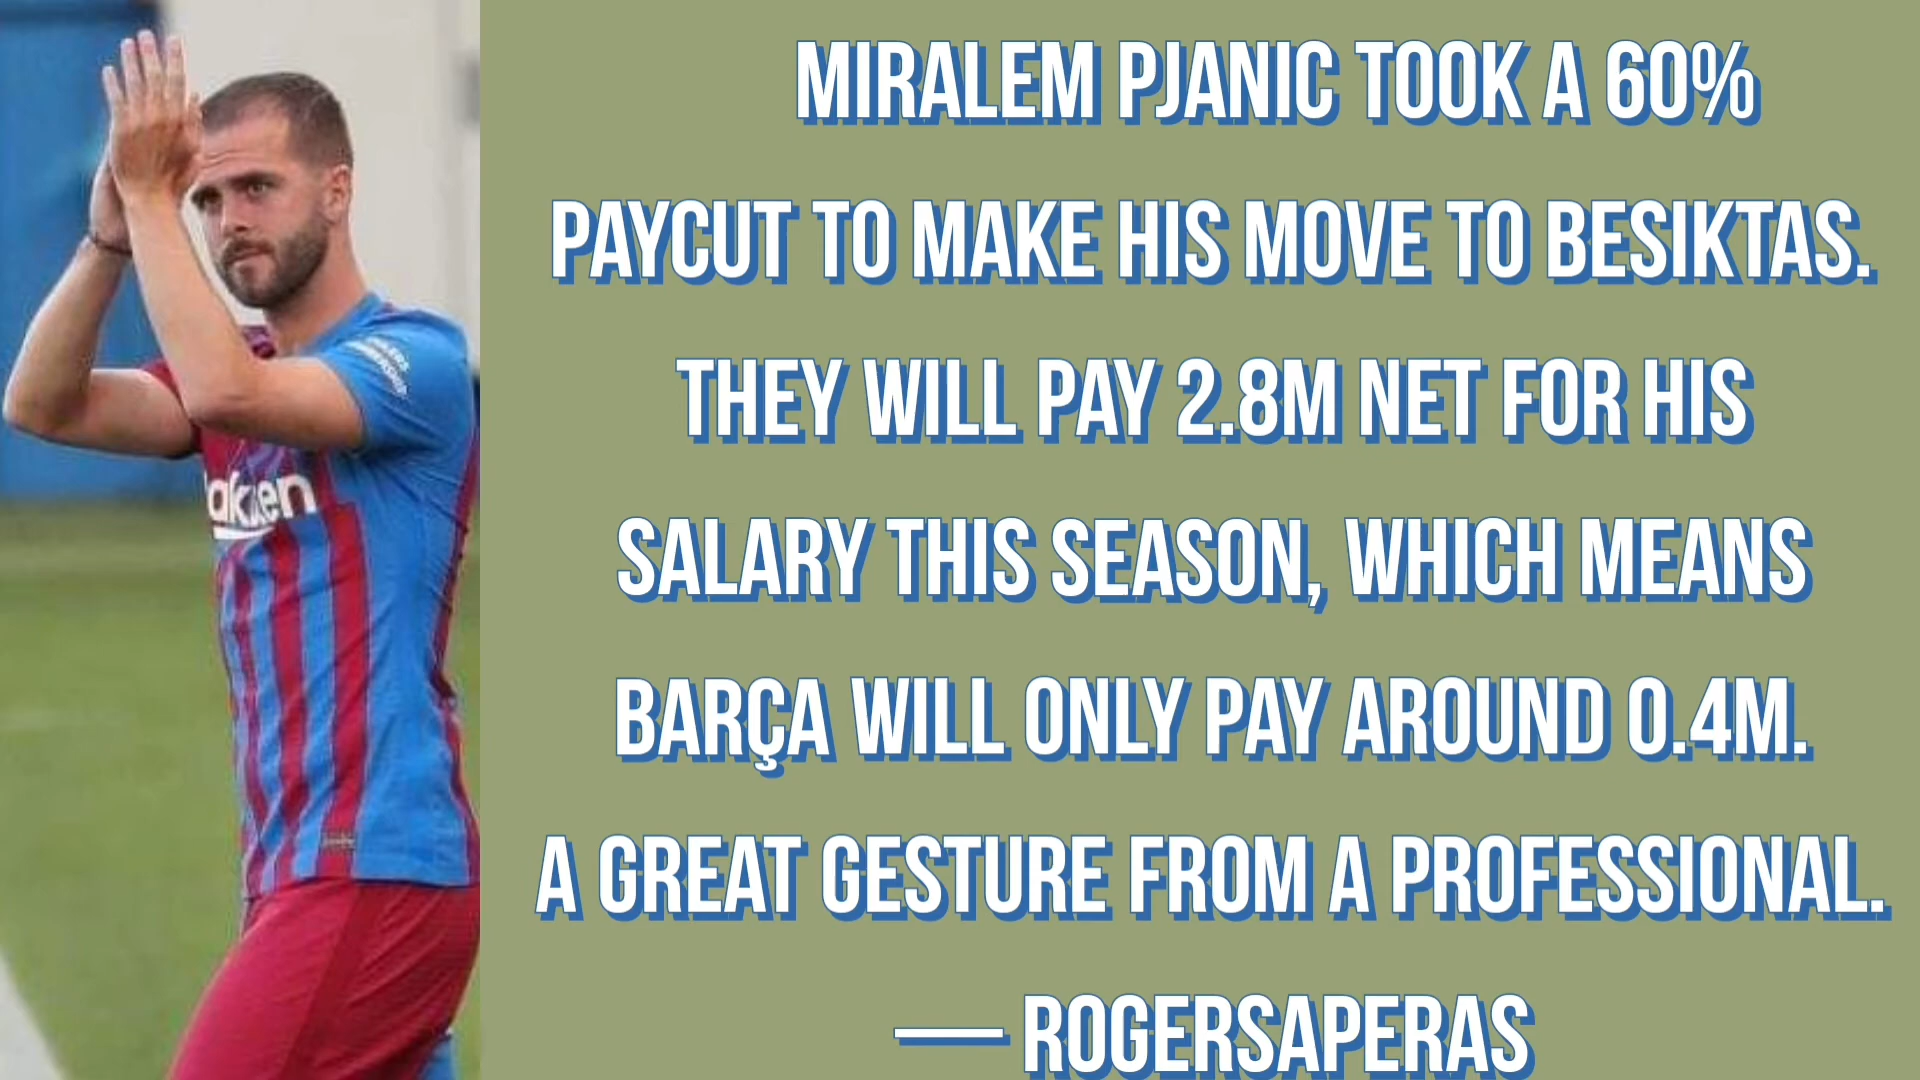 MIRALEM PJANIC TOOK A 60%
PAYCUT TO MAKE HIS MOVE TO BESIKTAS.
THEY WILL PAY 2.8M NET FOR HIS
SALARY THIS SEASON, WHICH MEANS
BARÇA WILL ONLY PAY AROUND 0.4M.
A GREAT GESTURE FROM A PROFESSIONAL.
— ROGERSAPERAS